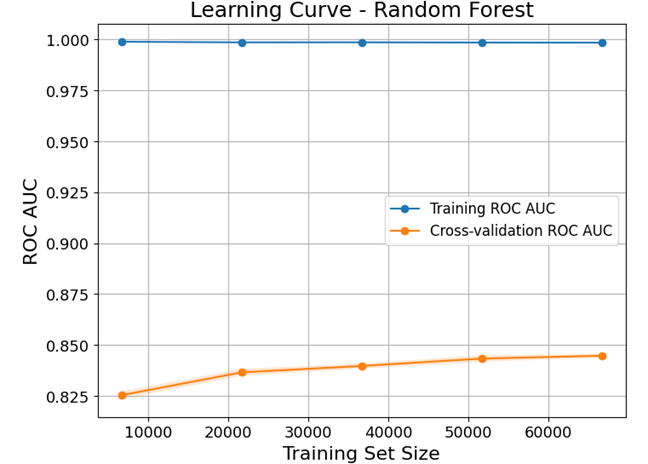 Learning Curve - Random Forest
1.000
0.975
0.950
0.925
0.900
0.875
0.850
0.825
ROC AUC
Training ROC AUC
Cross-validation ROC AUC
10000 20000 30000 40000 50000 60000
Training Set Size